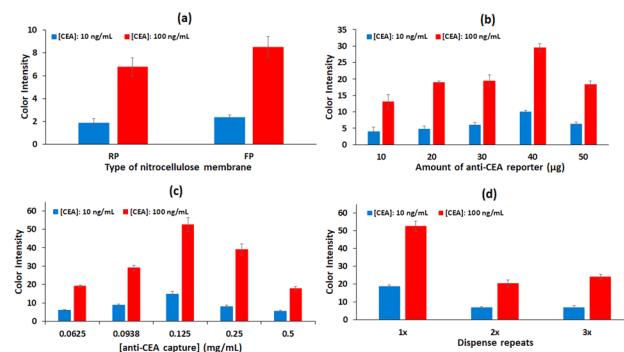 (a)
[CEA]: 10 ng/mL [CEA]: 100 ng/mL
10
8
6
4
2
0
Color Intensity
RP FP
Type of nitrocellulose membrane
(b)
[CEA]: 10 ng/mL [CEA]: 100 ng/mL
35
30
25
20
15
10
5
0
Color Intensity
10 20 30 40 50
Amount of anti-CEA reporter (µg)
(c)
[CEA]: 10 ng/mL [CEA]: 100 ng/mL
60
50
40
30
20
10
0
Color Intensity
0.0625 0.0938 0.125 0.25 0.5
[anti-CEA capture] (mg/mL)
(d)
[CEA]: 10 ng/mL [CEA]: 100 ng/mL
60
50
40
30
20
10
0
Color Intensity
1x 2x 3x
Dispense repeats